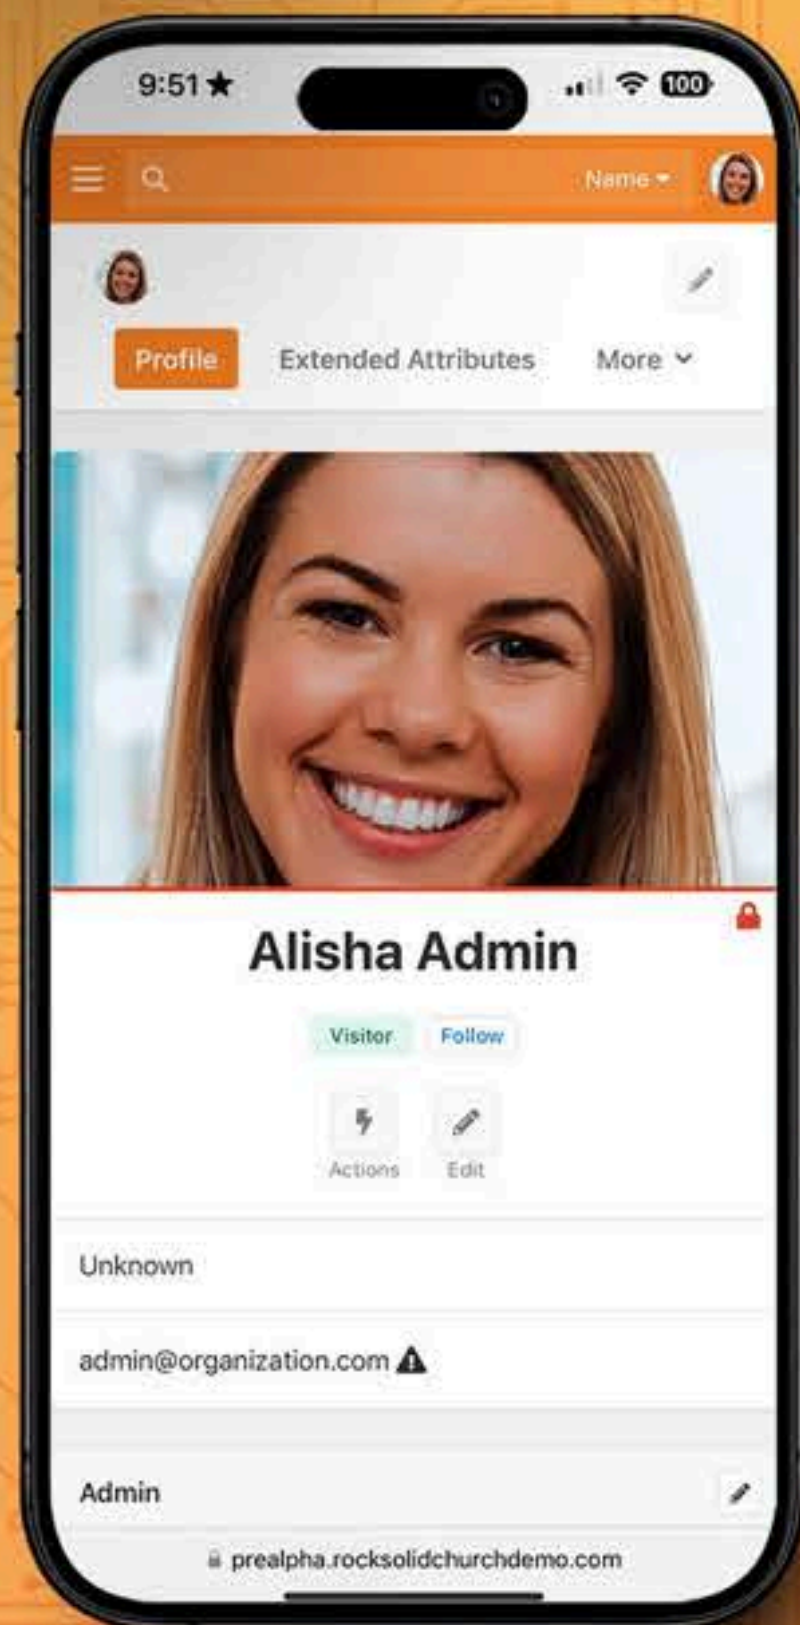 9:51 100
Name
Profile Extended Attributes More
Alisha Admin
Visitor Follow
Actions Edit
Unknown
admin@organization.com
Admin
prealpha.rocksolidchurchdemo.com